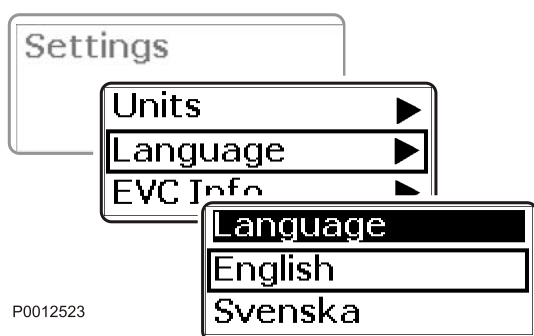 Settings
Units
Language
EVC Info
Language
English
Svenska
P0012523